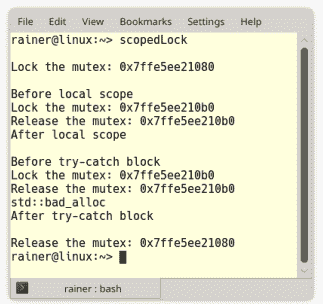 File Edit View Bookmarks Settings Help
rainer@linux:~> scopedLock
Lock the mutex: 0x7ffe5ee21080
Before local scope
Lock the mutex: 0x7ffe5ee210b0
Release the mutex: 0x7ffe5ee210b0
After local scope
Before try-catch block
Lock the mutex: 0x7ffe5ee210b0
Release the mutex: 0x7ffe5ee210b0
std::bad_alloc
After try-catch block
Release the mutex: 0x7ffe5ee21080
rainer@linux:~>
rainer : bash